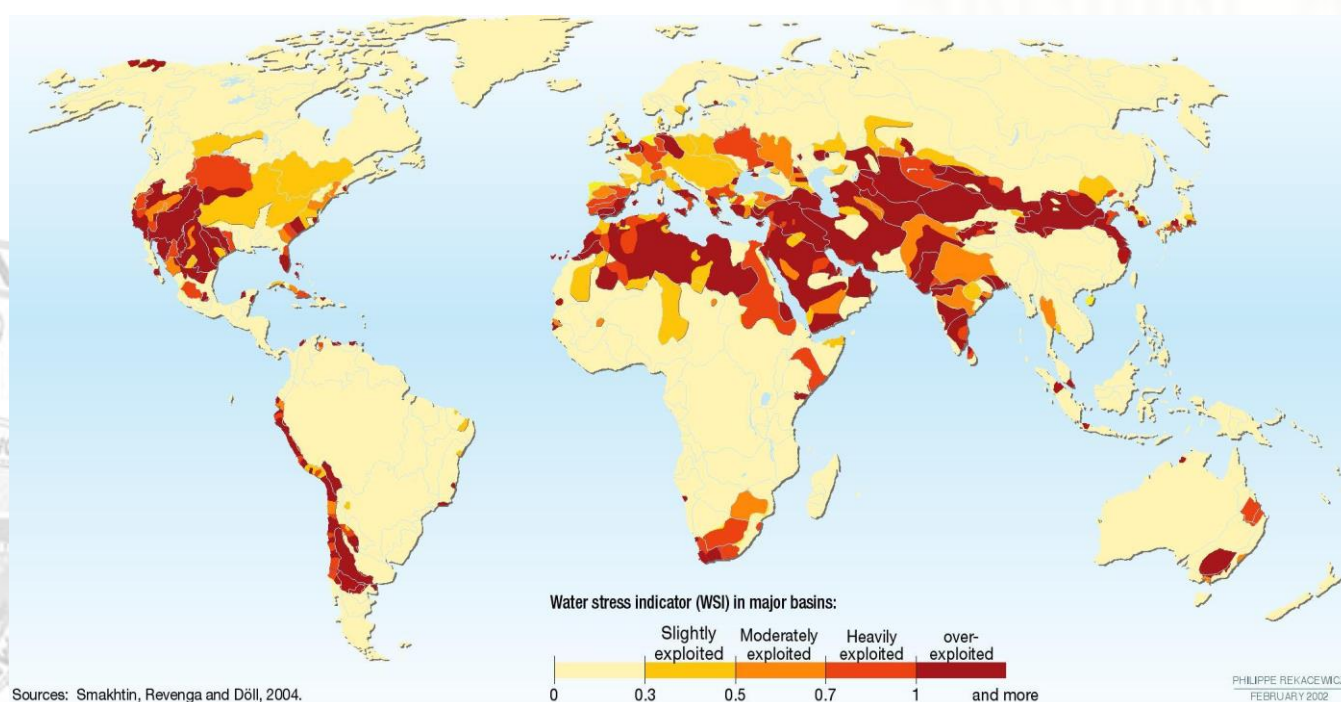 Water stress indicator (WSI) in major basins:
Slightly exploited
Moderately exploited
Heavily exploited
over-exploited
0 0.3 0.5 0.7 1 and more
Sources: Smakhtin, Revenga and Döll, 2004.
PHILIPPE REKACEWICZ
FEBRUARY 2002